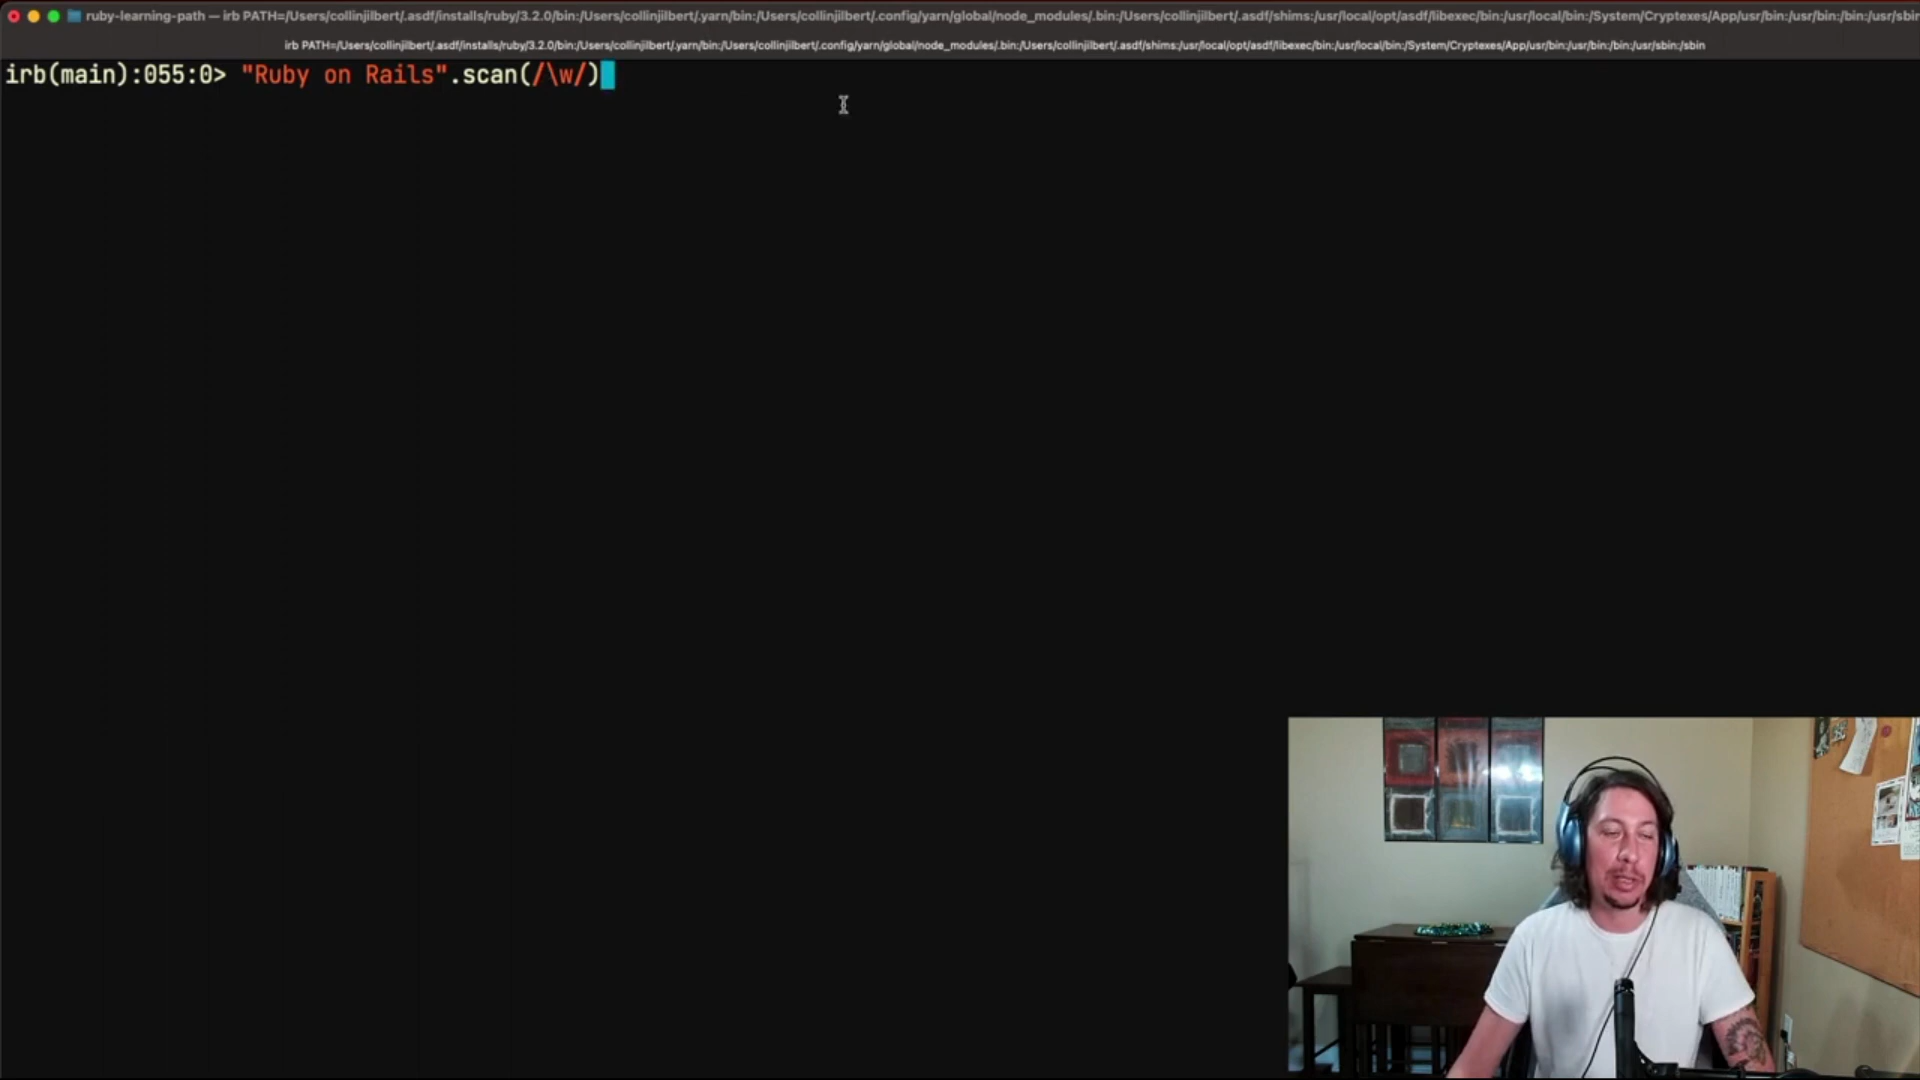 ruby-learning-path — irb PATH=/Users/collinjilbert/.asdf/installs/ruby/3.2.0/bin:/Users/collinjilbert/.yarn/bin:/Users/collinjilbert/.config/yarn/global/node_modules/.bin:/Users/collinjilbert/.asdf/shims:/usr/local/opt/asdf/libexec/bin:/usr/local/bin:/System/Cryptexes/App/usr/bin:/usr/bin:/bin:/usr/sbin
irb PATH=/Users/collinjilbert/.asdf/installs/ruby/3.2.0/bin:/Users/collinjilbert/.yarn/bin:/Users/collinjilbert/.config/yarn/global/node_modules/.bin:/Users/collinjilbert/.asdf/shims:/usr/local/opt/asdf/libexec/bin:/usr/local/bin:/System/Cryptexes/App/usr/bin:/usr/bin:/bin:/usr/sbin:/sbin
irb(main):055:0> "Ruby on Rails".scan(/\w/)